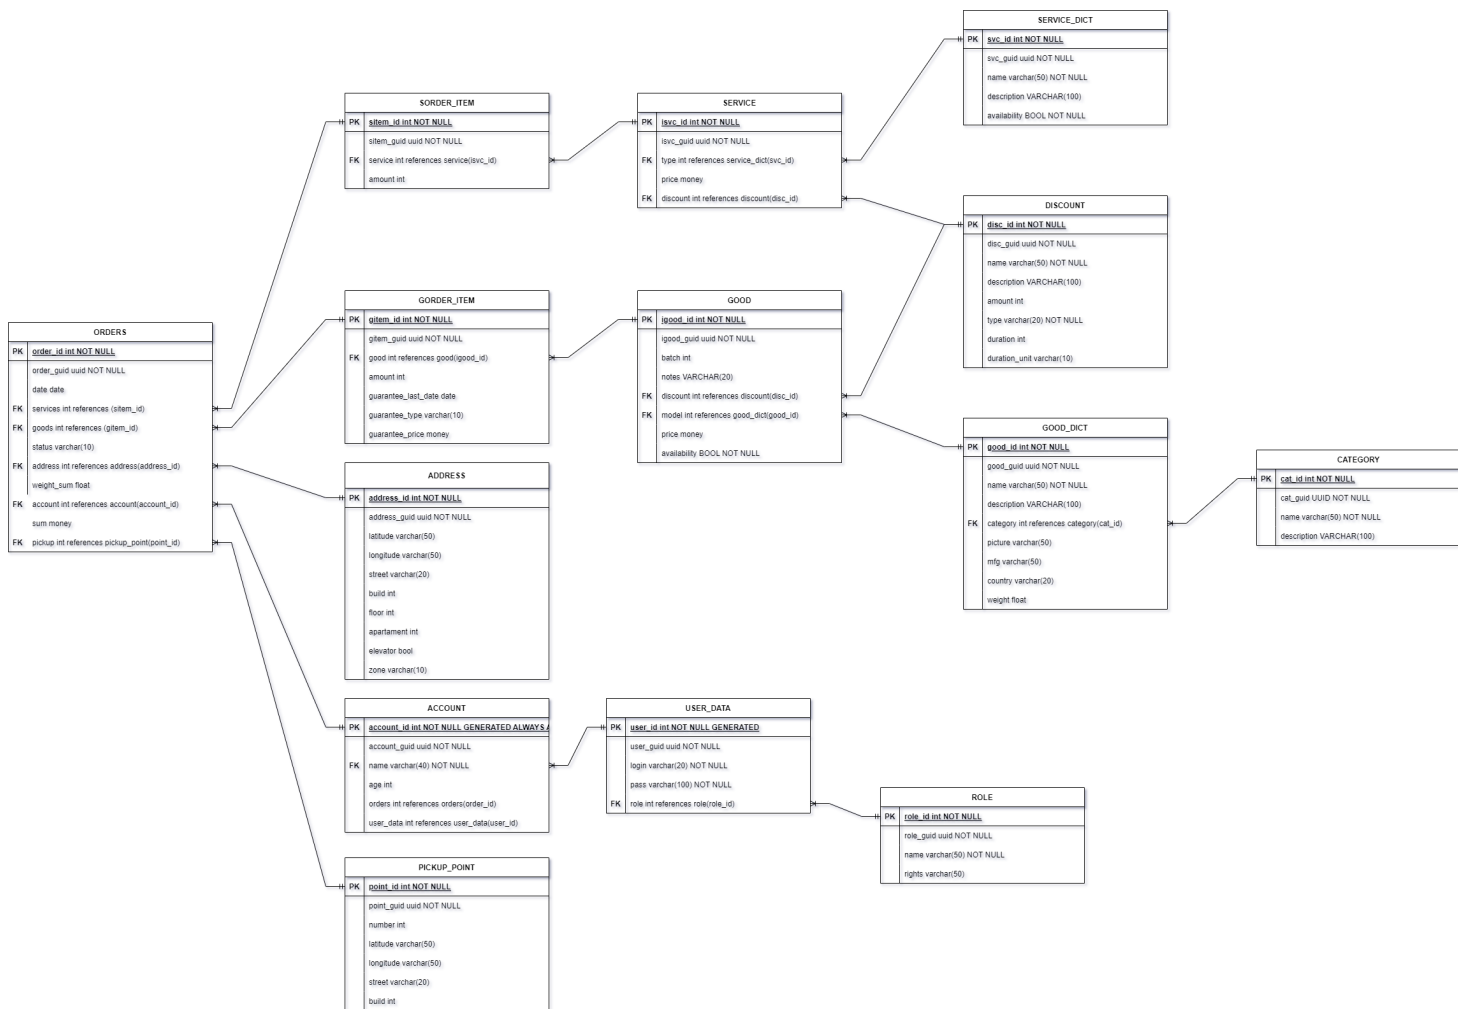 SERVICE_DICT
PK svc_id int NOT NULL
svc_guid uuid NOT NULL
name varchar(50) NOT NULL
description VARCHAR(100)
availability BOOL NOT NULL
SORDER_ITEM
PK sitem_id int NOT NULL
sitem_guid uuid NOT NULL
FK service int references service(isvc_id)
amount int
SERVICE
PK isvc_id int NOT NULL
isvc_guid uuid NOT NULL
FK type int references service_dict(svc_id)
price money
FK discount int references discount(disc_id)
DISCOUNT
PK disc_id int NOT NULL
disc_guid uuid NOT NULL
name varchar(50) NOT NULL
description VARCHAR(100)
amount int
type varchar(20) NOT NULL
duration int
duration_unit varchar(10)
ORDERS
PK order_id int NOT NULL
order_guid uuid NOT NULL
date date
FK services int references (sitem_id)
FK goods int references (gitem_id)
status varchar(10)
FK address int references address(address_id)
weight_sum float
FK account int references account(account_id)
sum money
FK pickup int references pickup_point(point_id)
GORDER_ITEM
PK gitem_id int NOT NULL
gitem_guid uuid NOT NULL
FK good int references good(igood_id)
amount int
guarantee_last_date date
guarantee_type varchar(10)
guarantee_price money
GOOD
PK igood_id int NOT NULL
igood_guid uuid NOT NULL
batch int
notes VARCHAR(20)
FK discount int references discount(disc_id)
FK model int references good_dict(good_id)
price money
availability BOOL NOT NULL
GOOD_DICT
PK good_id int NOT NULL
good_guid uuid NOT NULL
name varchar(50) NOT NULL
description VARCHAR(100)
FK category int references category(cat_id)
picture varchar(50)
mfg varchar(50)
country varchar(20)
weight float
CATEGORY
PK cat_id int NOT NULL
cat_guid UUID NOT NULL
name varchar(50) NOT NULL
description VARCHAR(100)
ADDRESS
PK address_id int NOT NULL
address_guid uuid NOT NULL
latitude varchar(50)
longitude varchar(50)
street varchar(20)
build int
floor int
apartament int
elevator bool
zone varchar(10)
ACCOUNT
PK account_id int NOT NULL GENERATED ALWAYS A
account_guid uuid NOT NULL
FK name varchar(40) NOT NULL
age int
orders int references orders(order_id)
user_data int references user_data(user_id)
USER_DATA
PK user_id int NOT NULL GENERATED
user_guid uuid NOT NULL
login varchar(20) NOT NULL
pass varchar(100) NOT NULL
FK role int references role(role_id)
ROLE
PK role_id int NOT NULL
role_guid uuid NOT NULL
name varchar(50) NOT NULL
rights varchar(50)
PICKUP_POINT
PK point_id int NOT NULL
point_guid uuid NOT NULL
number int
latitude varchar(50)
longitude varchar(50)
street varchar(20)
build int